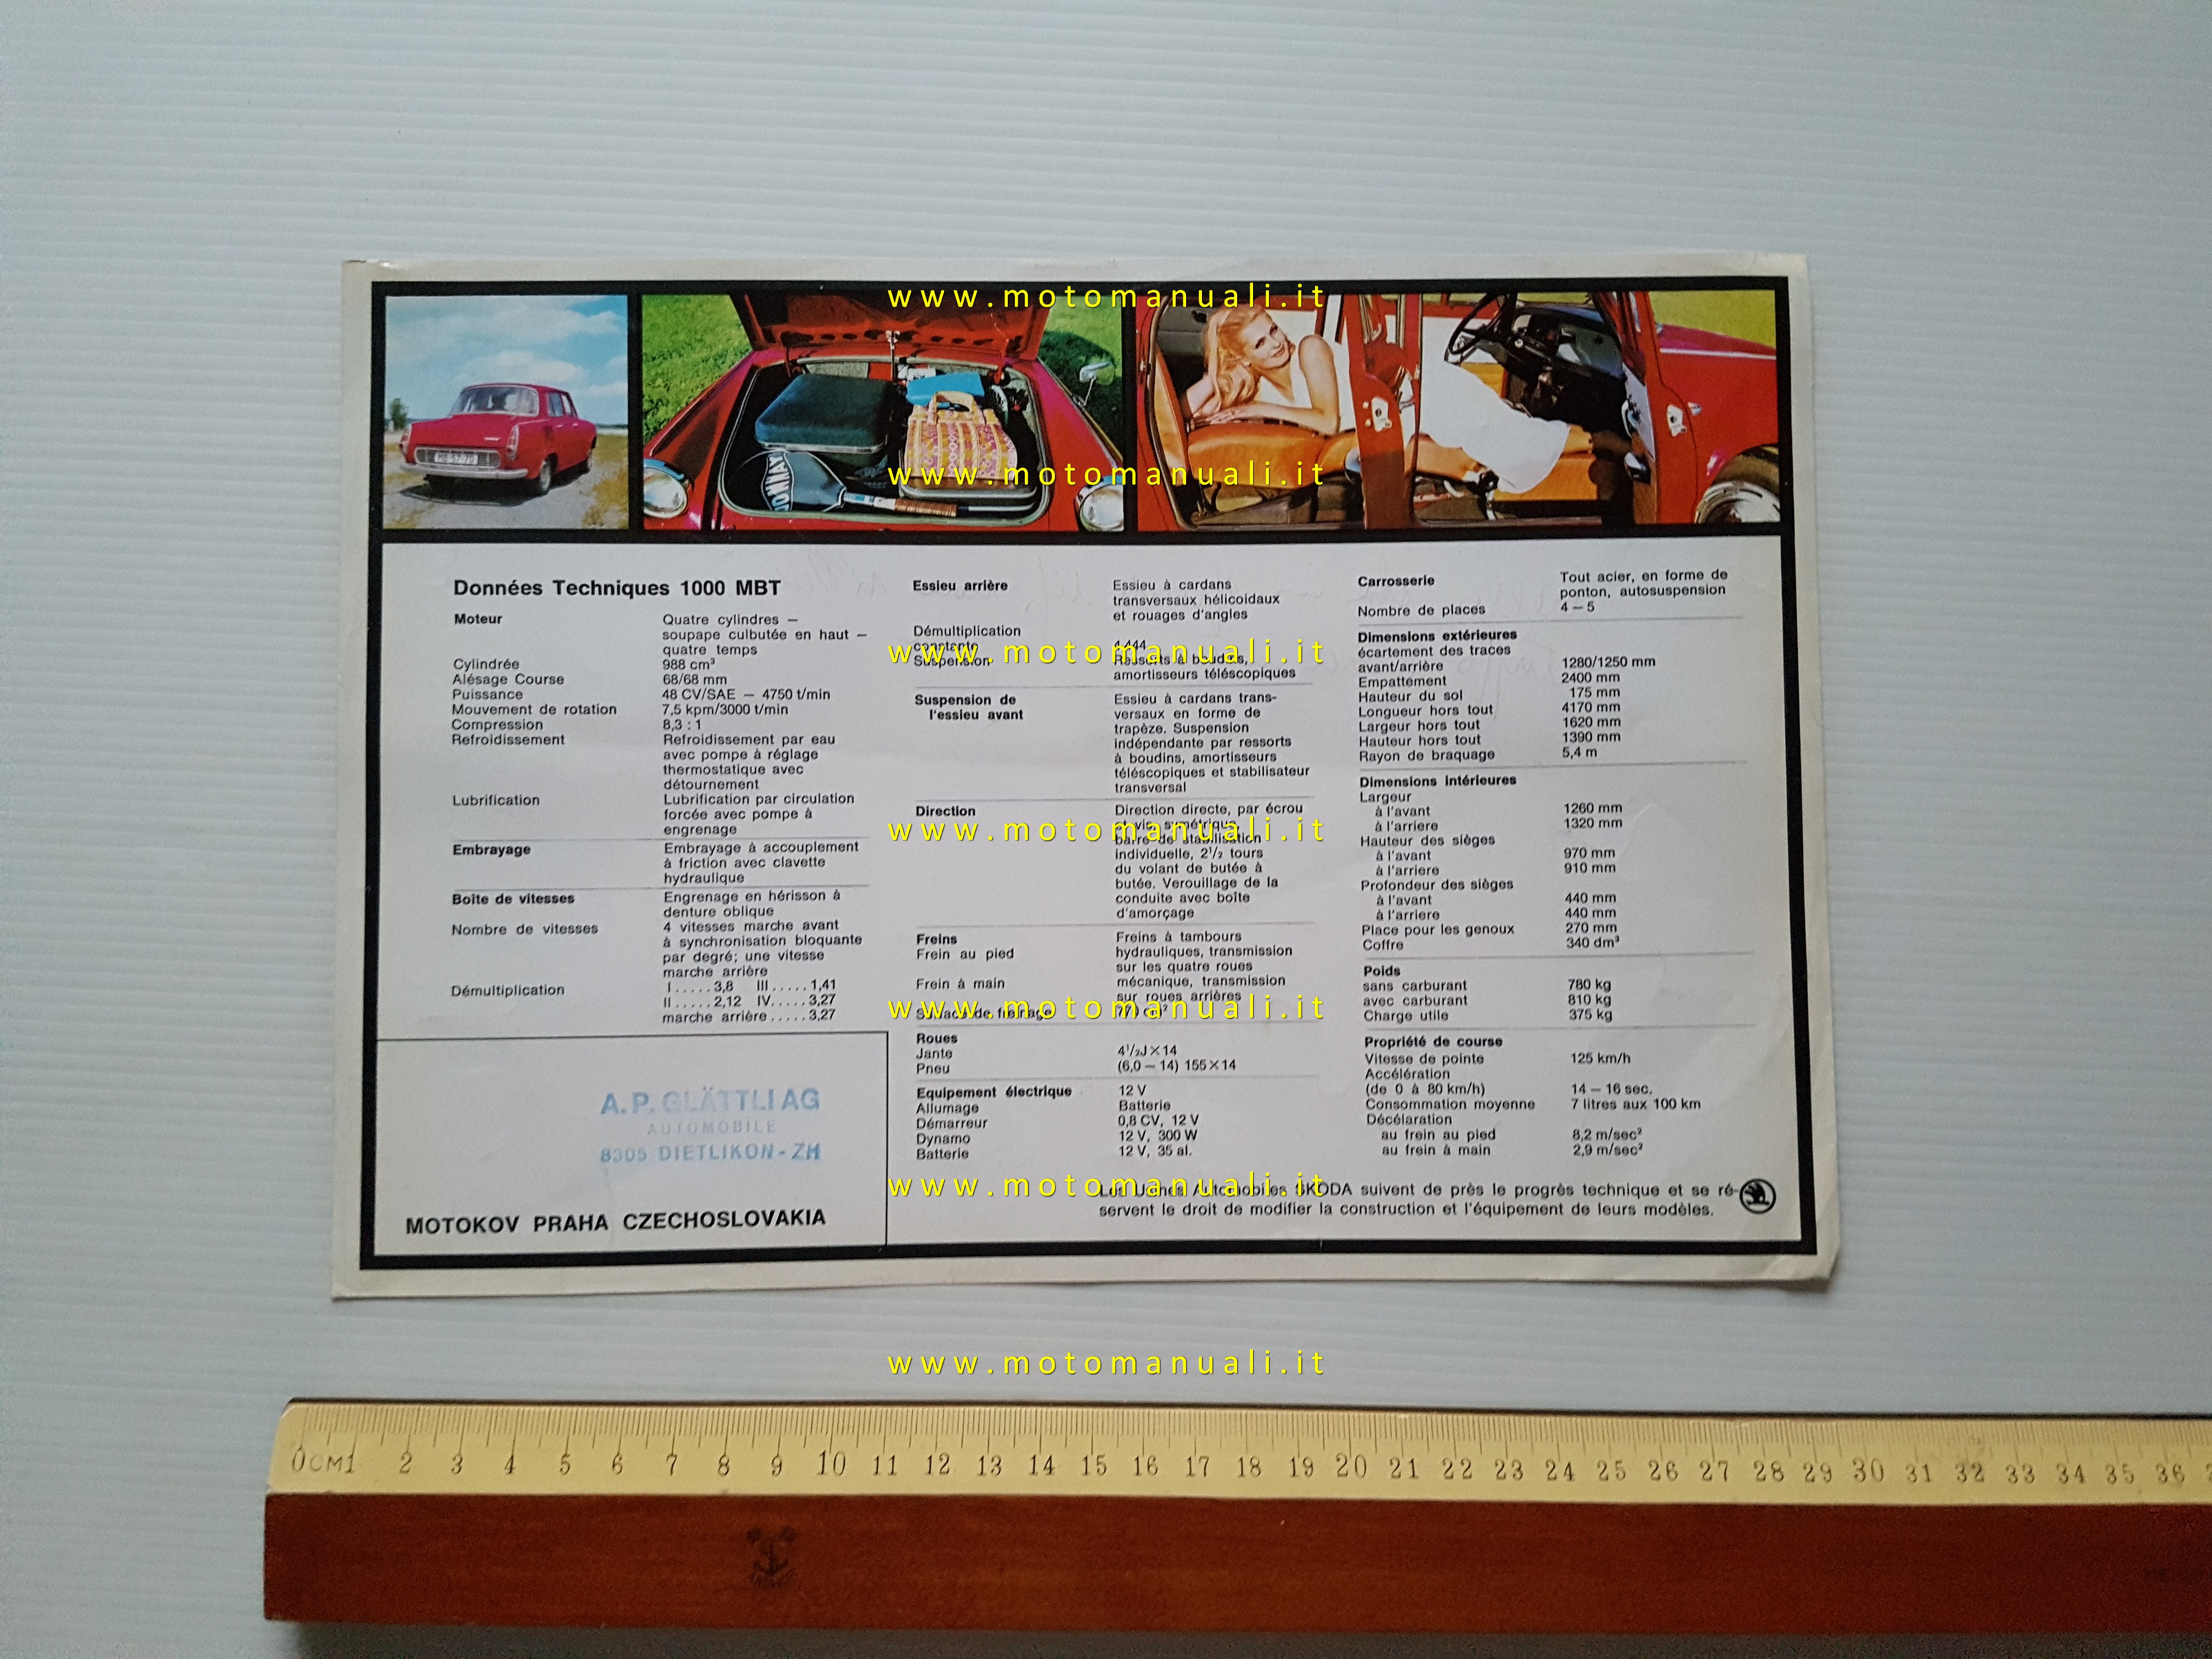 www.motomanuali.it
www.motomanuali.it
Données Techniques 1000 MBT
Moteur Quatre cylindres —
soupape culbutée en haut —
quatre temps
Cylindrée 988 cm³
Alésage Course 68/68 mm
Puissance 48 CV/SAE — 4750 t/min
Mouvement de rotation 7,5 kpm/3000 t/min
Compression 8,3 : 1
Refroidissement Refroidissement par eau
avec pompe à réglage
thermostatique avec
détournement
Lubrification Lubrification par circulation
forcée avec pompe à
engrenage
Embrayage Embrayage à accouplement
à friction avec clavette
hydraulique
Boîte de vitesses Engrenage en hérisson à
denture oblique
Nombre de vitesses 4 vitesses marche avant
à synchronisation bloquante
par degré; une vitesse
marche arrière
Démultiplication I.....3,8 III.....1,41
II.....2,12 IV.....3,27
marche arrière.....3,27
A.P. GLÄTTLI AG
AUTOMOBILE
8305 DIETLIKON-ZH
MOTOKOV PRAHA CZECHOSLOVAKIA
Essieu arrière Essieu à cardans
transversaux hélicoidaux
et rouages d'angles
Démultiplication
constante 4,444
www.motomanuali.it
Suspension Ressorts à boudins,
amortisseurs téléscopiques
Suspension de Essieu à cardans trans-
l'essieu avant versaux en forme de
trapèze. Suspension
indépendante par ressorts
à boudins, amortisseurs
téléscopiques et stabilisateur
transversal
Direction Direction directe, par écrou
et vis symétrique,
www.motomanuali.it
barre de stabilisation
individuelle, 2¹/₂ tours
du volant de butée à
butée. Verouillage de la
conduite avec boîte
d'amorçage
Freins Freins à tambours
Frein au pied hydrauliques, transmission
sur les quatre roues
Frein à main mécanique, transmission
sur roues arrières
www.motomanuali.it
Surface de freinage cm²
Roues
Jante 4¹/₂J×14
Pneu (6,0 — 14) 155×14
Equipement électrique 12 V
Allumage Batterie
Démarreur 0,8 CV, 12 V
Dynamo 12 V, 300 W
Batterie 12 V, 35 al.
Carrosserie Tout acier, en forme de
ponton, autosuspension
Nombre de places 4 — 5
Dimensions extérieures
écartement des traces
avant/arrière 1280/1250 mm
Empattement 2400 mm
Hauteur du sol 175 mm
Longueur hors tout 4170 mm
Largeur hors tout 1620 mm
Hauteur hors tout 1390 mm
Rayon de braquage 5,4 m
Dimensions intérieures
Largeur
à l'avant 1260 mm
à l'arriere 1320 mm
Hauteur des sièges
à l'avant 970 mm
à l'arriere 910 mm
Profondeur des sièges
à l'avant 440 mm
à l'arriere 440 mm
Place pour les genoux 270 mm
Coffre 340 dm³
Poids
sans carburant 780 kg
avec carburant 810 kg
Charge utile 375 kg
Propriété de course
Vitesse de pointe 125 km/h
Accélération
(de 0 à 80 km/h) 14 — 16 sec.
Consommation moyenne 7 litres aux 100 km
Décélaration
au frein au pied 8,2 m/sec²
au frein à main 2,9 m/sec²
www.motomanuali.it
Les Usines Automobiles ŠKODA suivent de près le progrès technique et se ré-
servent le droit de modifier la construction et l'équipement de leurs modèles.
www.motomanuali.it
0CM1 2 3 4 5 6 7 8 9 10 11 12 13 14 15 16 17 18 19 20 21 22 23 24 25 26 27 28 29 30 31 32 33 34 35 36